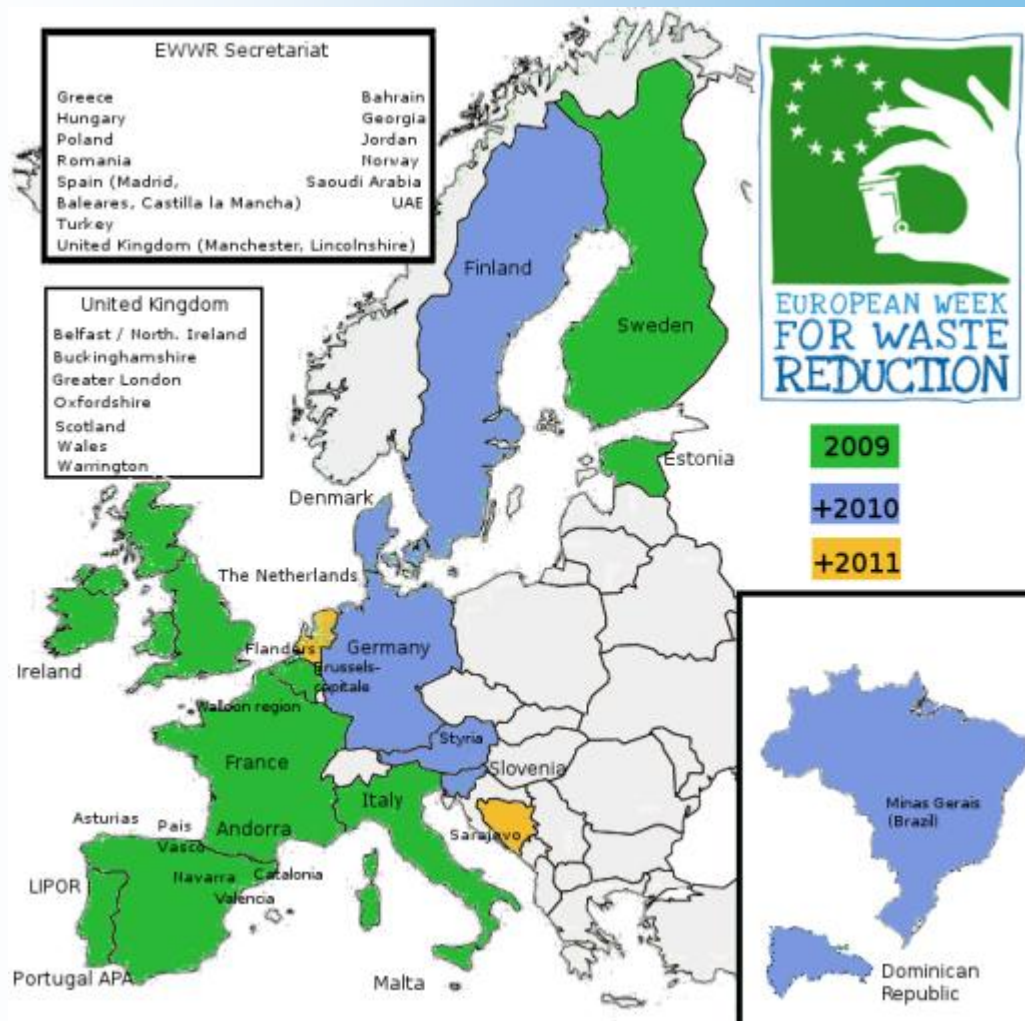 EWWR Secretariat
Greece
Hungary
Poland
Romania
Spain (Madrid,
Baleares, Castilla la Mancha)
Turkey
United Kingdom (Manchester, Lincolnshire)
Bahrain
Georgia
Jordan
Norvay
Saoudi Arabia
UAE
United Kingdom
Belfast / North. Ireland
Buckinghamshire
Greater London
Oxfordshire
Scotland
Wales
Warrington
EUROPEAN WEEK
FOR WASTE
REDUCTION
2009
+2010
+2011
Finland
Sweden
Estonia
Denmark
The Netherlands
Ireland
Flanders
Germany
Brussels-
capitale
Walloon region
Styria
France
Slovenia
Italy
Asturias
Pais
Vasco
Andorra
Sarajevo
LIPOR
Navarra
Catalonia
Valencia
Portugal APA
Malta
Minas Gerais
(Brazil)
Dominican
Republic